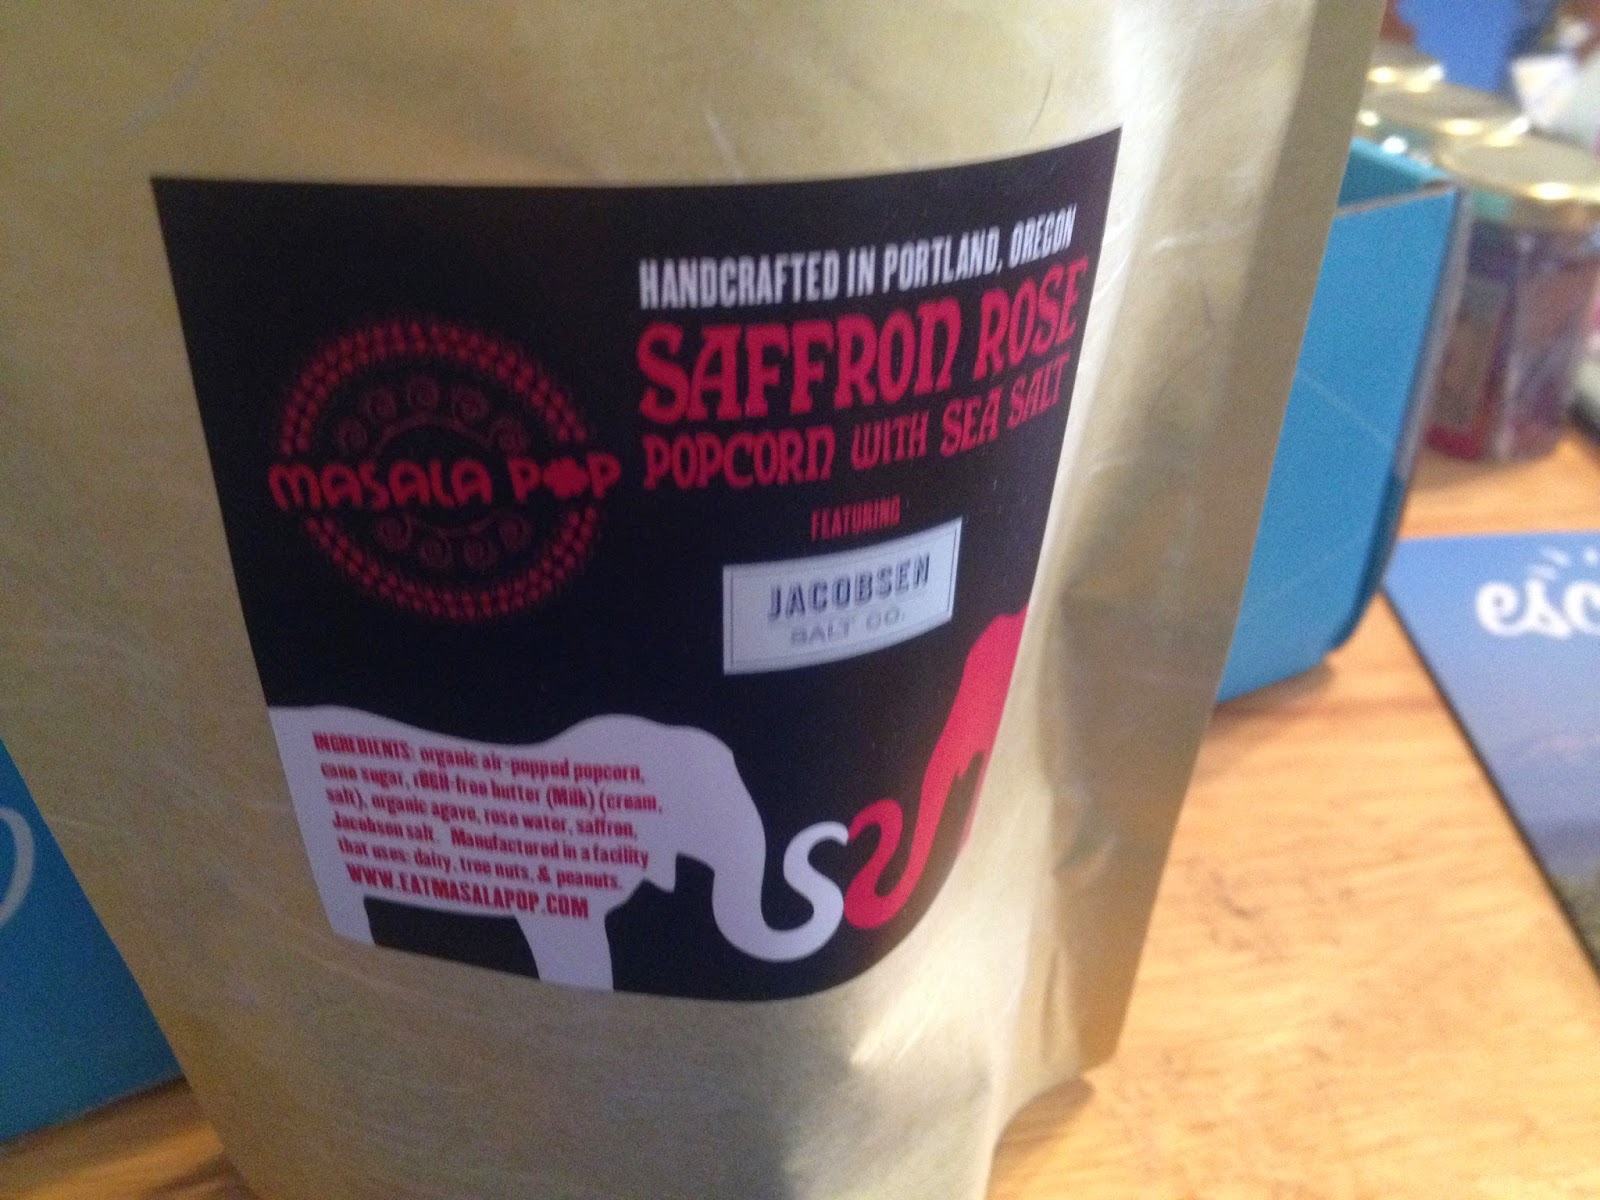 HANDCRAFTED IN PORTLAND, OREGON
SAFFRON ROSE
POPCORN WITH SEA SALT
MASALA POP
FEATURING
JACOBSEN
SALT CO.
INGREDIENTS: organic air-popped popcorn,
cane sugar, rBGH-free butter (Milk) (cream,
salt), organic agave, rose water, saffron,
Jacobsen salt. Manufactured in a facility
that uses: dairy, tree nuts, & peanuts.
WWW.EATMASALAPOP.COM